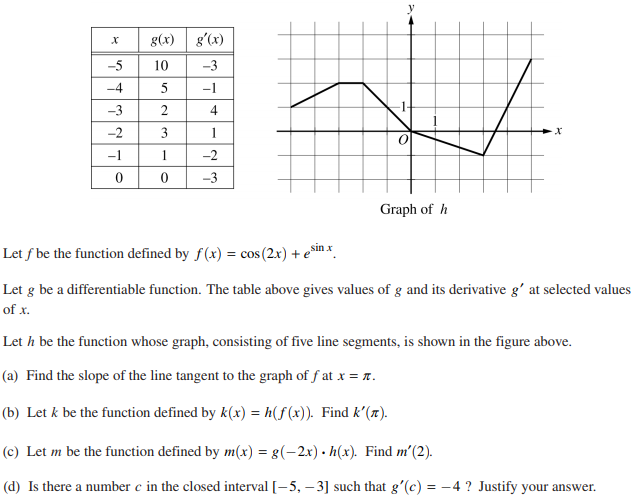 x g(x) g′(x)
−5 10 −3
−4 5 −1
−3 2 4
−2 3 1
−1 1 −2
0 0 −3
y
1
1
O
x
Graph of h
Let f be the function defined by f(x) = cos(2x) + e^{sin x}.
Let g be a differentiable function. The table above gives values of g and its derivative g′ at selected values
of x.
Let h be the function whose graph, consisting of five line segments, is shown in the figure above.
(a) Find the slope of the line tangent to the graph of f at x = π.
(b) Let k be the function defined by k(x) = h(f(x)). Find k′(π).
(c) Let m be the function defined by m(x) = g(−2x) • h(x). Find m′(2).
(d) Is there a number c in the closed interval [−5, −3] such that g′(c) = −4 ? Justify your answer.